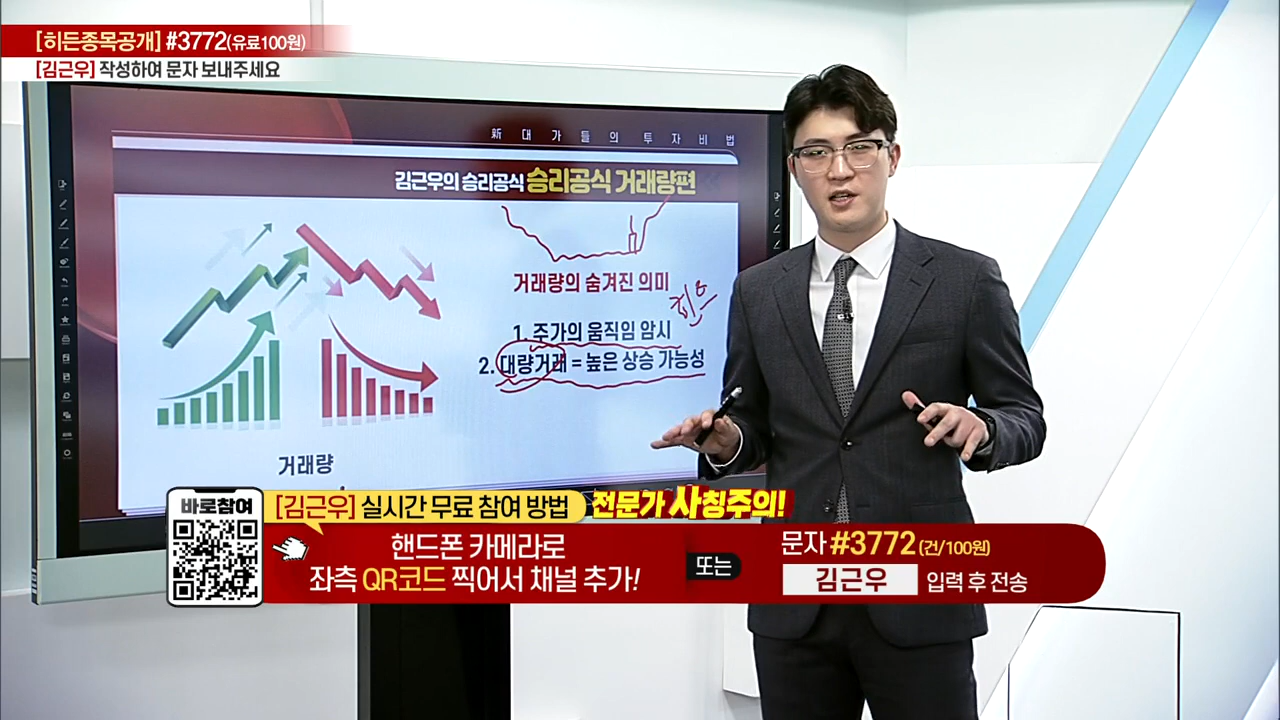 [히든종목공개] #3772(유료100원)
[김근우] 작성하여 문자 보내주세요
新 대 가 들 의 투 자 비 법
김근우의 승리공식 승리공식 거래량편
거래량의 숨겨진 의미
1. 주가의 움직임 암시
2. 대량거래 = 높은 상승 가능성
거래량
바로참여
[김근우] 실시간 무료 참여 방법
전문가 사칭주의!
핸드폰 카메라로
좌측 QR코드 찍어서 채널 추가!
또는
문자 #3772 (건/100원)
김근우 입력 후 전송